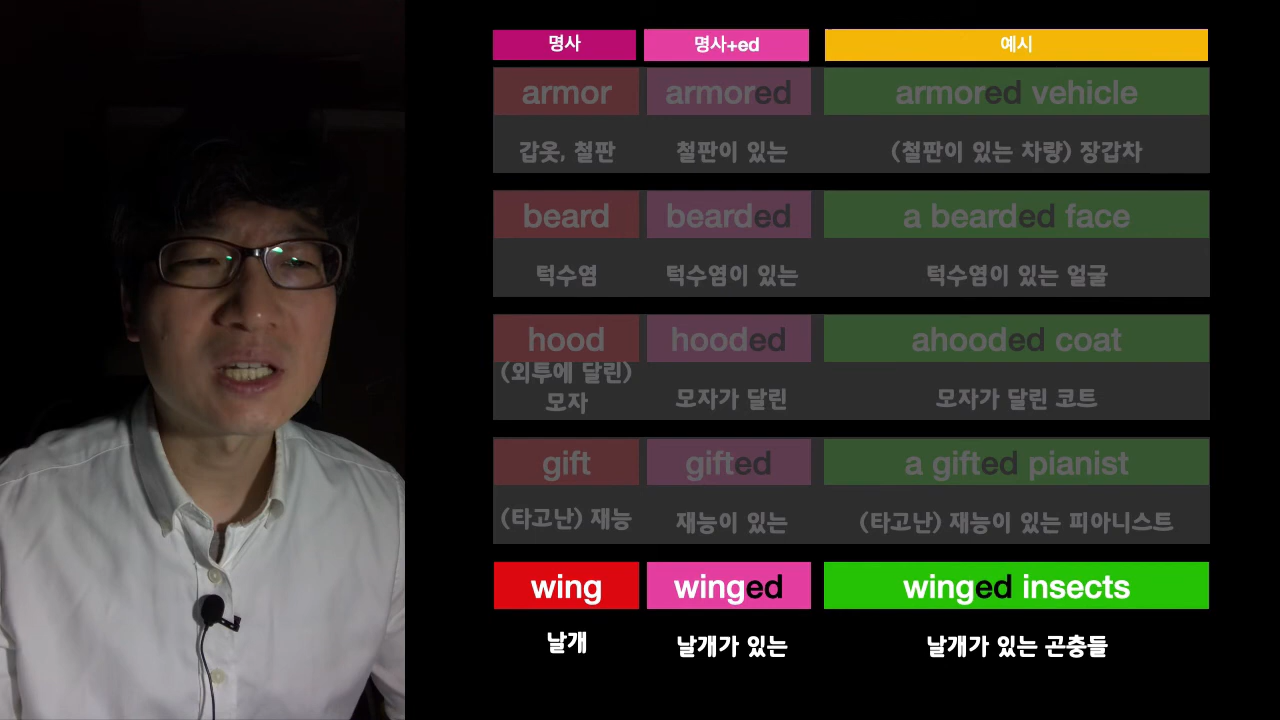 명사 명사+ed 예시
armor armored armored vehicle
갑옷, 철판 철판이 있는 (철판이 있는 차량) 장갑차
beard bearded a bearded face
턱수염 턱수염이 있는 턱수염이 있는 얼굴
hood hooded ahooded coat
(외투에 달린)
모자 모자가 달린 모자가 달린 코트
gift gifted a gifted pianist
(타고난) 재능 재능이 있는 (타고난) 재능이 있는 피아니스트
wing winged winged insects
날개 날개가 있는 날개가 있는 곤충들